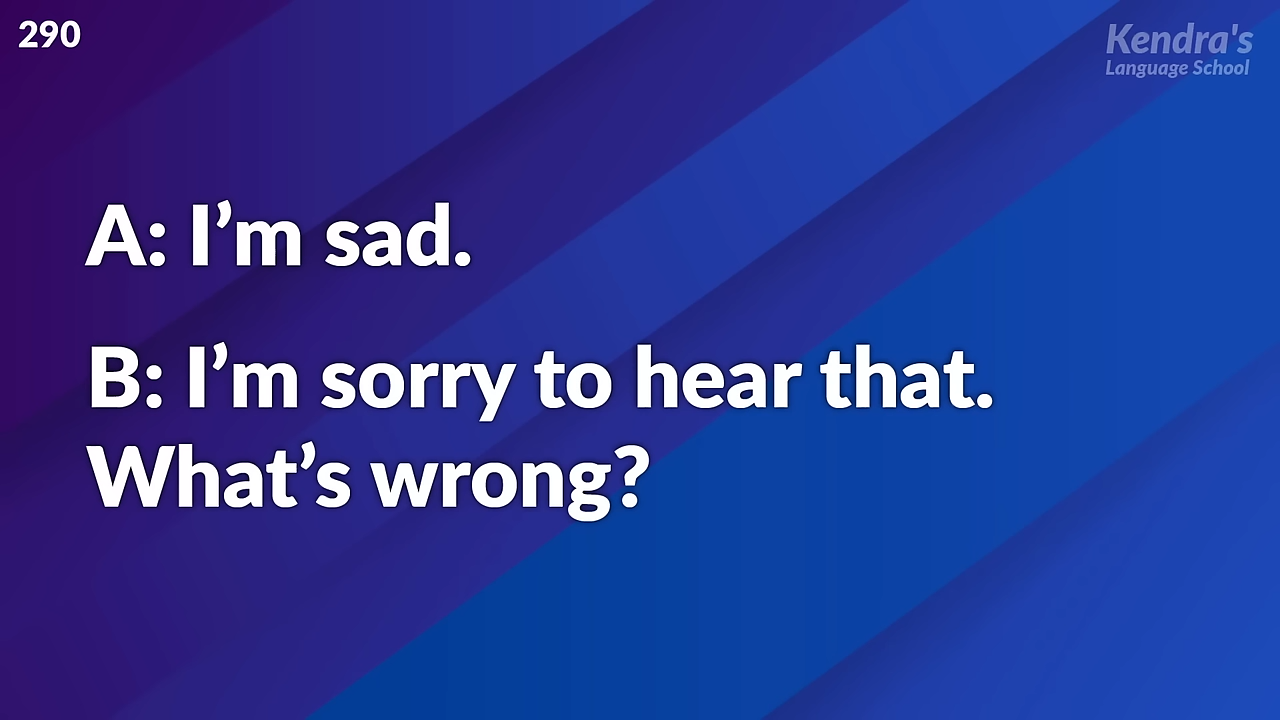 290
Kendra's
Language School
A: I’m sad.
B: I’m sorry to hear that.
What’s wrong?